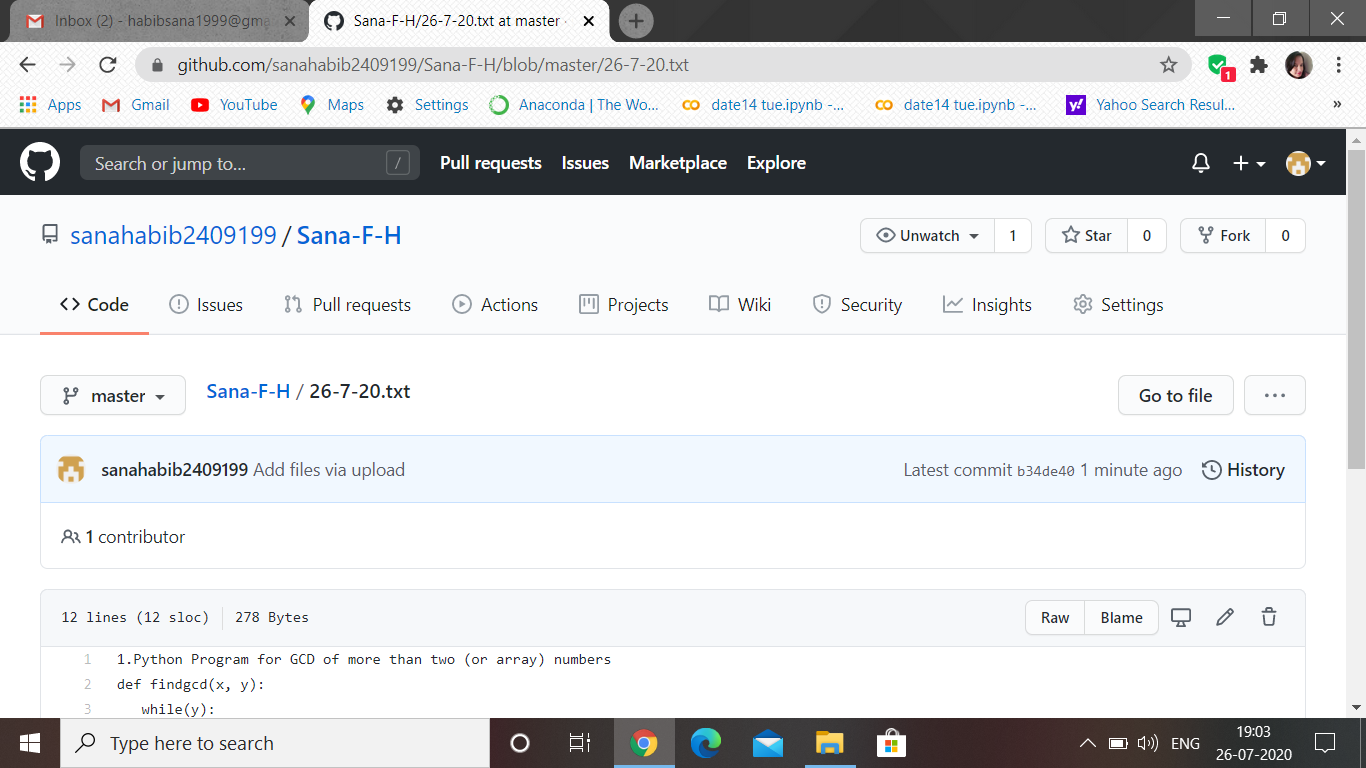 Inbox (2) - habibsana1999@gma
Sana-F-H/26-7-20.txt at master
github.com/sanahabib2409199/Sana-F-H/blob/master/26-7-20.txt
1
Apps Gmail YouTube Maps Settings Anaconda | The Wo... date14 tue.ipynb -... date14 tue.ipynb -... Yahoo Search Resul... »
Search or jump to... / Pull requests Issues Marketplace Explore
sanahabib2409199 / Sana-F-H Unwatch 1 Star 0 Fork 0
Code Issues Pull requests Actions Projects Wiki Security Insights Settings
master Sana-F-H / 26-7-20.txt Go to file ...
sanahabib2409199 Add files via upload Latest commit b34de40 1 minute ago History
1 contributor
12 lines (12 sloc) 278 Bytes Raw Blame
1 1.Python Program for GCD of more than two (or array) numbers
2 def findgcd(x, y):
3 while(y):
Type here to search ENG 19:03
26-07-2020